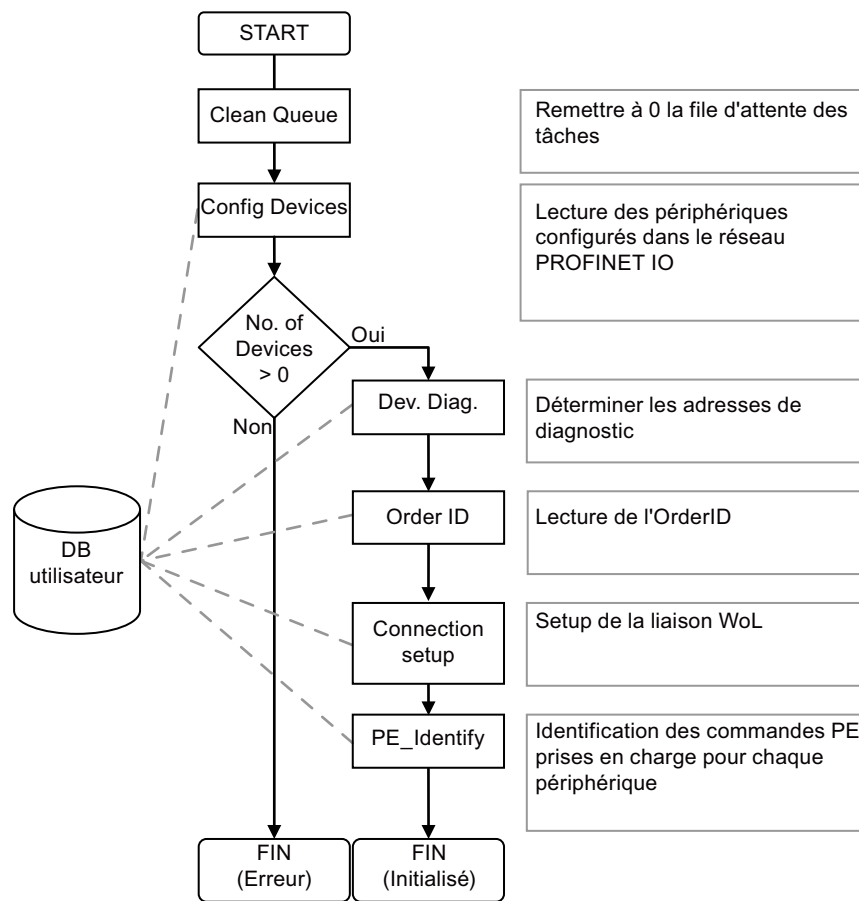 START
Clean Queue
Remettre à 0 la file d'attente des
tâches
Config Devices
Lecture des périphériques
configurés dans le réseau
PROFINET IO
No. of
Devices
> 0
Oui
Non
Dev. Diag.
Déterminer les adresses de
diagnostic
Order ID
Lecture de l'OrderID
DB
utilisateur
Connection
setup
Setup de la liaison WoL
PE_Identify
Identification des commandes PE
prises en charge pour chaque
périphérique
FIN
(Erreur)
FIN
(Initialisé)